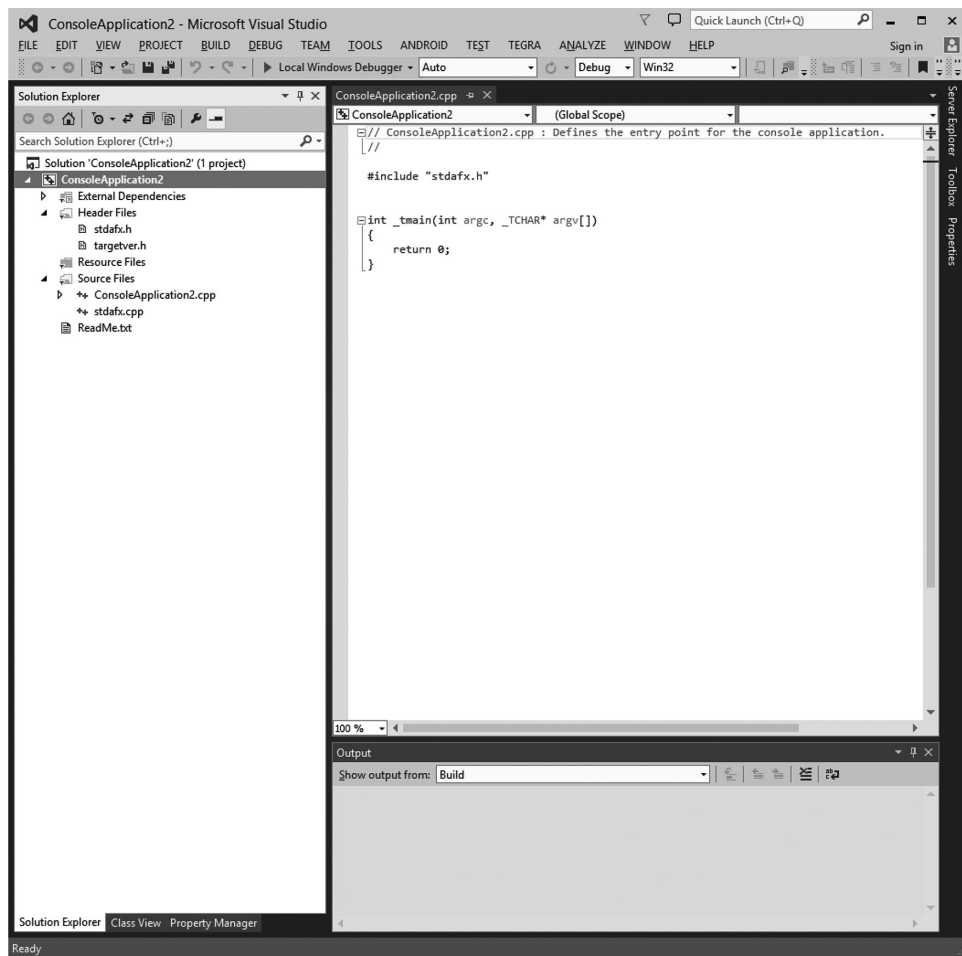 ConsoleApplication2 - Microsoft Visual Studio
Quick Launch (Ctrl+Q)
FILE EDIT VIEW PROJECT BUILD DEBUG TEAM TOOLS ANDROID TEST TEGRA ANALYZE WINDOW HELP
Sign in
Local Windows Debugger Auto Debug Win32
Solution Explorer
Search Solution Explorer (Ctrl+;)
Solution 'ConsoleApplication2' (1 project)
ConsoleApplication2
External Dependencies
Header Files
stdafx.h
targetver.h
Resource Files
Source Files
ConsoleApplication2.cpp
stdafx.cpp
ReadMe.txt
Solution Explorer Class View Property Manager
ConsoleApplication2.cpp
ConsoleApplication2 (Global Scope)
// ConsoleApplication2.cpp : Defines the entry point for the console application.
//
#include "stdafx.h"
int _tmain(int argc, _TCHAR* argv[])
{
return 0;
}
100 %
Output
Show output from: Build
Server Explorer Toolbox Properties
Ready